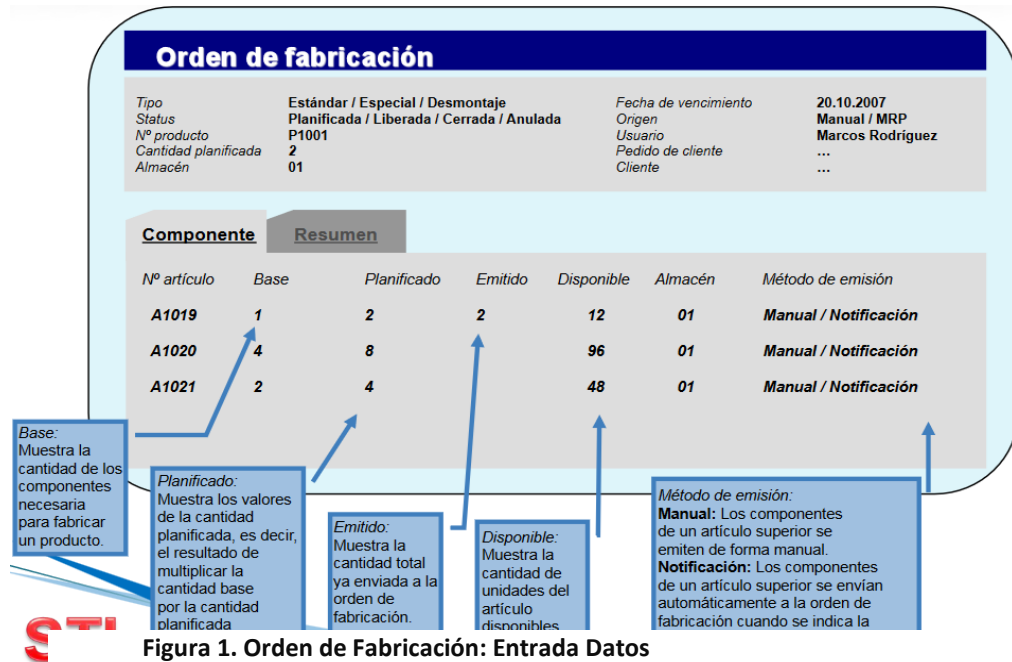 Orden de fabricación
Tipo Estándar / Especial / Desmontaje Fecha de vencimiento 20.10.2007
Status Planificada / Liberada / Cerrada / Anulada Origen Manual / MRP
Nº producto P1001 Usuario Marcos Rodríguez
Cantidad planificada 2 Pedido de cliente ...
Almacén 01 Cliente ...
Componente Resumen
Nº artículo Base Planificado Emitido Disponible Almacén Método de emisión
A1019 1 2 2 12 01 Manual / Notificación
A1020 4 8 96 01 Manual / Notificación
A1021 2 4 48 01 Manual / Notificación
Base:
Muestra la
cantidad de los
componentes
necesaria
para fabricar
un producto.
Planificado:
Muestra los valores
de la cantidad
planificada, es decir,
el resultado de
multiplicar la
cantidad base
por la cantidad
planificada
Emitido:
Muestra la
cantidad total
ya enviada a la
orden de
fabricación.
Disponible:
Muestra la
cantidad de
unidades del
artículo
disponibles
Método de emisión:
Manual: Los componentes
de un artículo superior se
emiten de forma manual.
Notificación: Los componentes
de un artículo superior se envían
automáticamente a la orden de
fabricación cuando se indica la
Figura 1. Orden de Fabricación: Entrada Datos